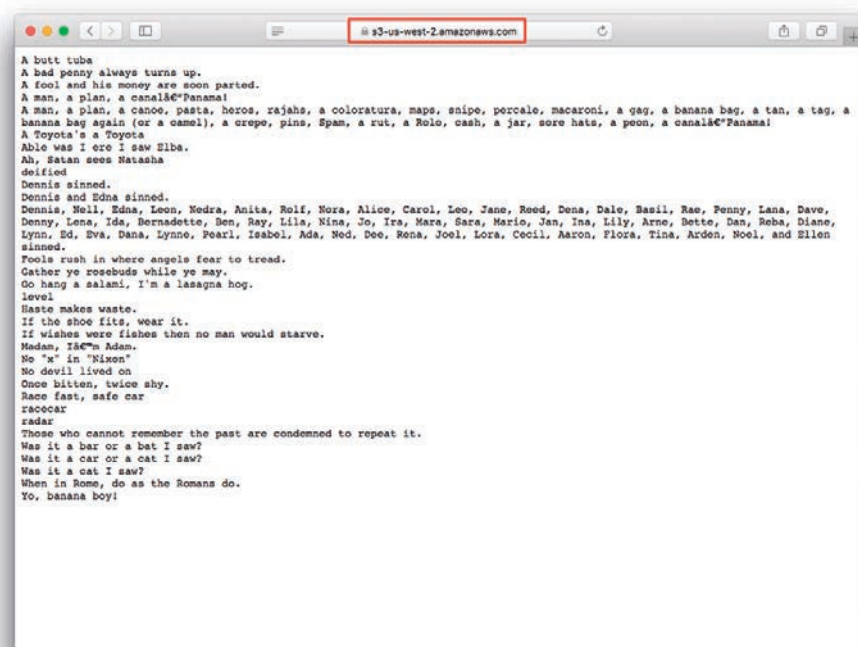 s3-us-west-2.amazonaws.com
A butt tuba
A bad penny always turns up.
A fool and his money are soon parted.
A man, a plan, a canalâ€“Panama!
A man, a plan, a canoe, pasta, heros, rajahs, a coloratura, maps, snipe, percale, macaroni, a gag, a banana bag, a tan, a tag, a
banana bag again (or a camel), a crepe, pins, Spam, a rut, a Rolo, cash, a jar, sore hats, a peon, a canalâ€“Panama!
A Toyota's a Toyota
Able was I ere I saw Elba.
Ah, Satan sees Natasha
deified
Dennis sinned.
Dennis and Edna sinned.
Dennis, Nell, Edna, Leon, Nedra, Anita, Rolf, Nora, Alice, Carol, Leo, Jane, Reed, Dena, Dale, Basil, Rae, Penny, Lana, Dave,
Denny, Lena, Ida, Bernadette, Ben, Ray, Lila, Nina, Jo, Ira, Mara, Sara, Mario, Jan, Ina, Lily, Arne, Bette, Dan, Reba, Diane,
Lynn, Ed, Eva, Dana, Lynne, Pearl, Isabel, Ada, Ned, Dee, Rena, Joel, Lora, Cecil, Aaron, Flora, Tina, Arden, Noel, and Ellen
sinned.
Fools rush in where angels fear to tread.
Gather ye rosebuds while ye may.
Go hang a salami, I'm a lasagna hog.
level
Haste makes waste.
If the shoe fits, wear it.
If wishes were fishes then no man would starve.
Madam, Iâ€™m Adam.
No "x" in "Nixon"
No devil lived on
Once bitten, twice shy.
Race fast, safe car
racecar
radar
Those who cannot remember the past are condemned to repeat it.
Was it a bar or a bat I saw?
Was it a car or a cat I saw?
Was it a cat I saw?
When in Rome, do as the Romans do.
Yo, banana boy!